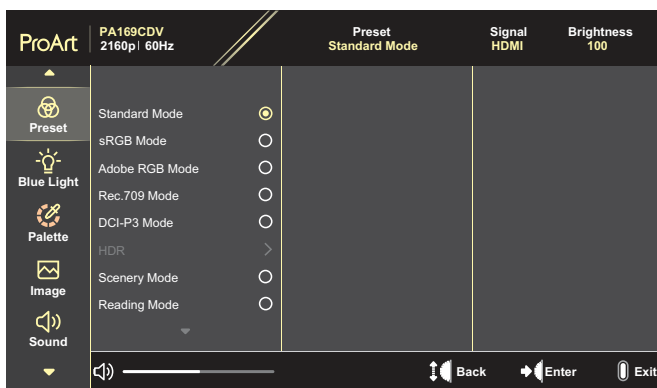 ProArt
PA169CDV
2160p| 60Hz
Preset
Standard Mode
Signal
HDMI
Brightness
100
Preset
Blue Light
Palette
Image
Sound
Standard Mode
sRGB Mode
Adobe RGB Mode
Rec.709 Mode
DCI-P3 Mode
HDR
Scenery Mode
Reading Mode
Back
Enter
Exit